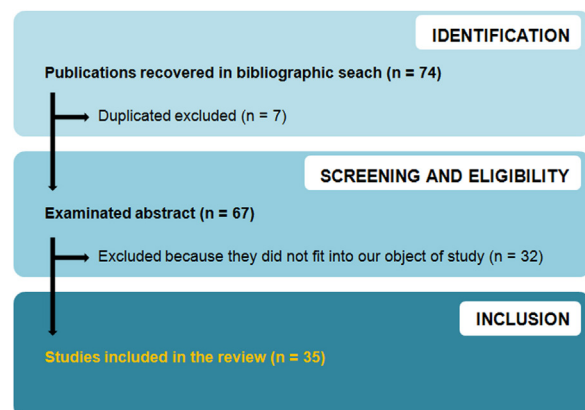 IDENTIFICATION
Publications recovered in bibliographic seach (n = 74)
Duplicated excluded (n = 7)
SCREENING AND ELIGIBILITY
Examinated abstract (n = 67)
Excluded because they did not fit into our object of study (n = 32)
INCLUSION
Studies included in the review (n = 35)